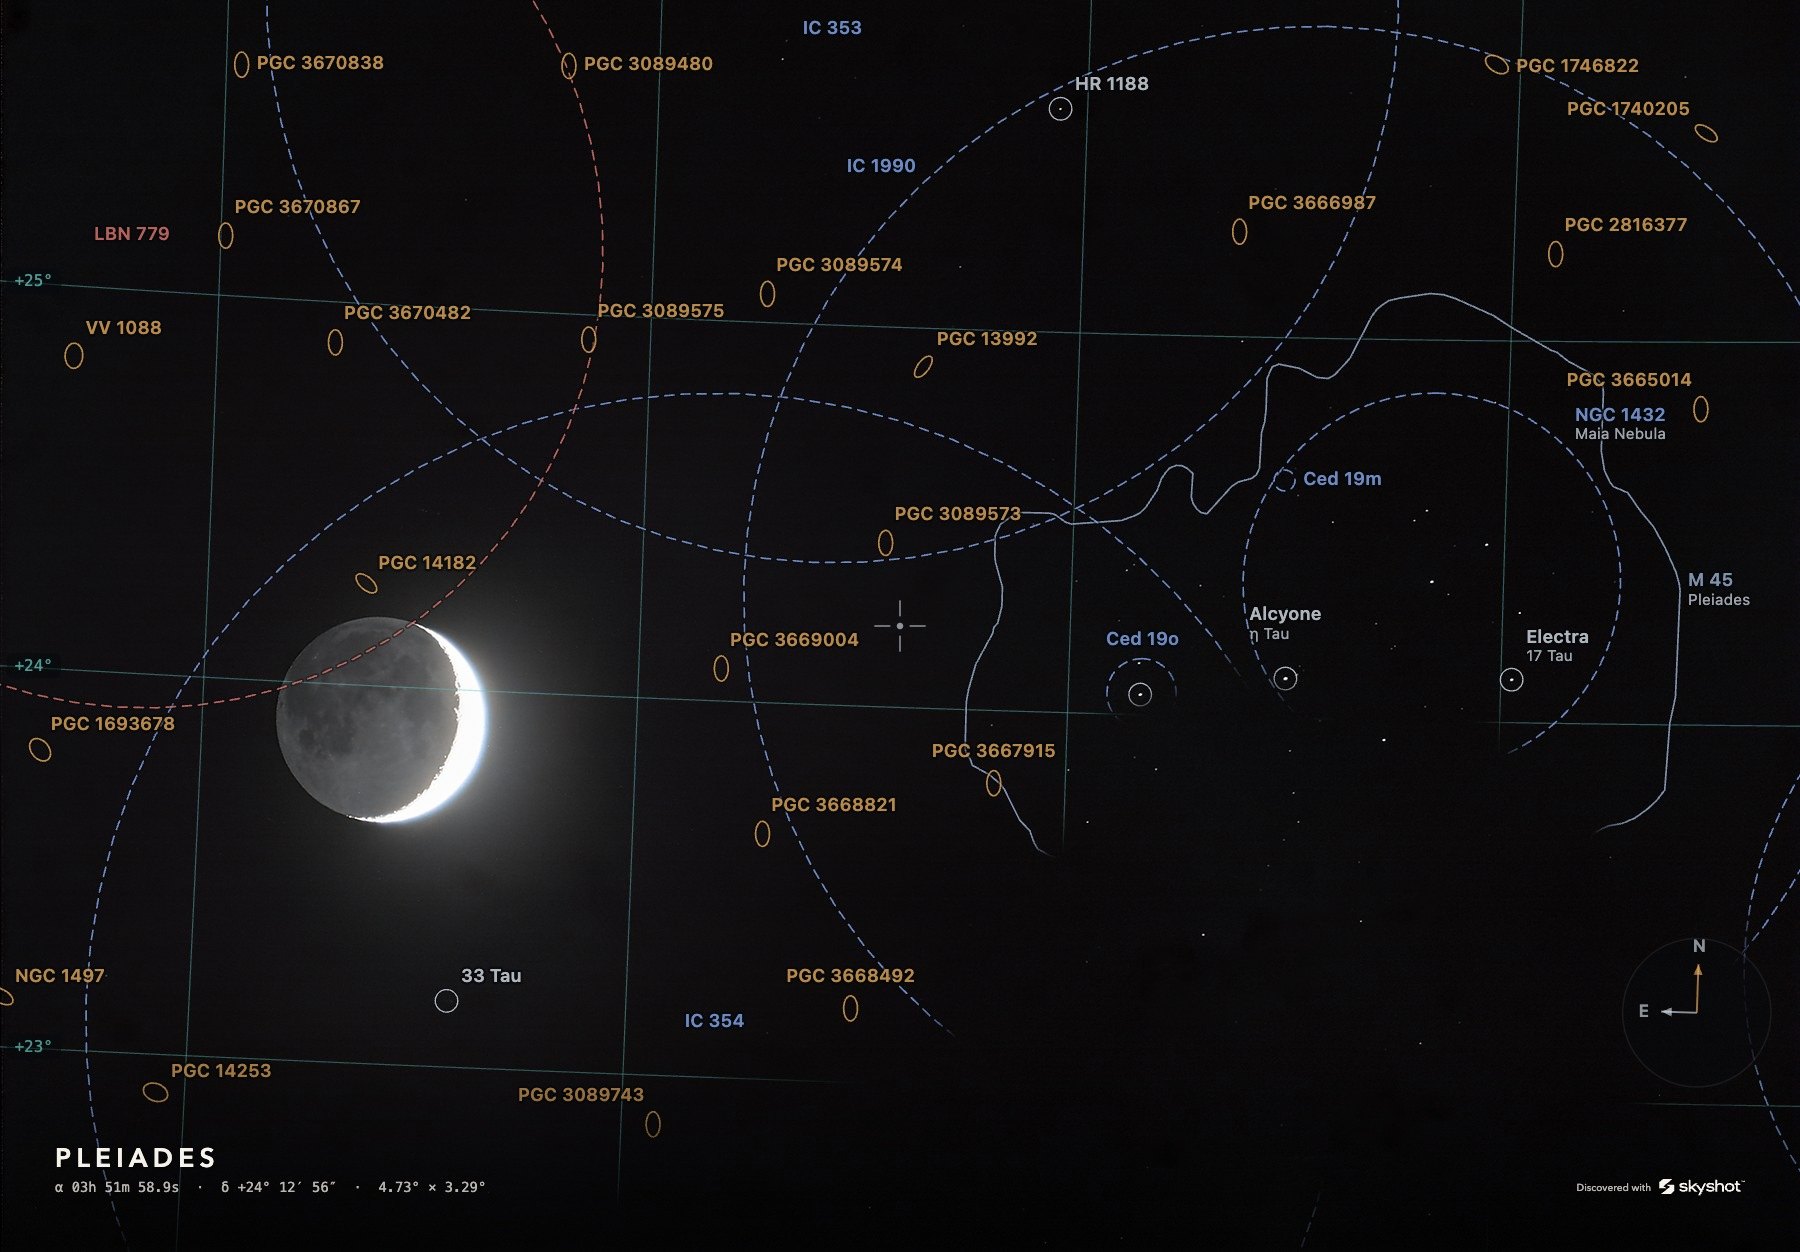 IC 353
PGC 3670838
PGC 3089480
HR 1188
PGC 1746822
PGC 1740205
IC 1990
PGC 3670867
PGC 3666987
LBN 779
PGC 2816377
PGC 3089574
+25°
PGC 3670482
PGC 3089575
VV 1088
PGC 13992
PGC 3665014
NGC 1432
Maia Nebula
Ced 19m
PGC 3089573
PGC 14182
M 45
Pleiades
Alcyone
η Tau
Ced 19o
PGC 3669004
Electra
17 Tau
+24°
PGC 1693678
PGC 3667915
PGC 3668821
N
NGC 1497
33 Tau
PGC 3668492
E
IC 354
+23°
PGC 14253
PGC 3089743
PLEIADES
α 03h 51m 58.9s · δ +24° 12′ 56″ · 4.73° × 3.29°
Discovered with skyshot™